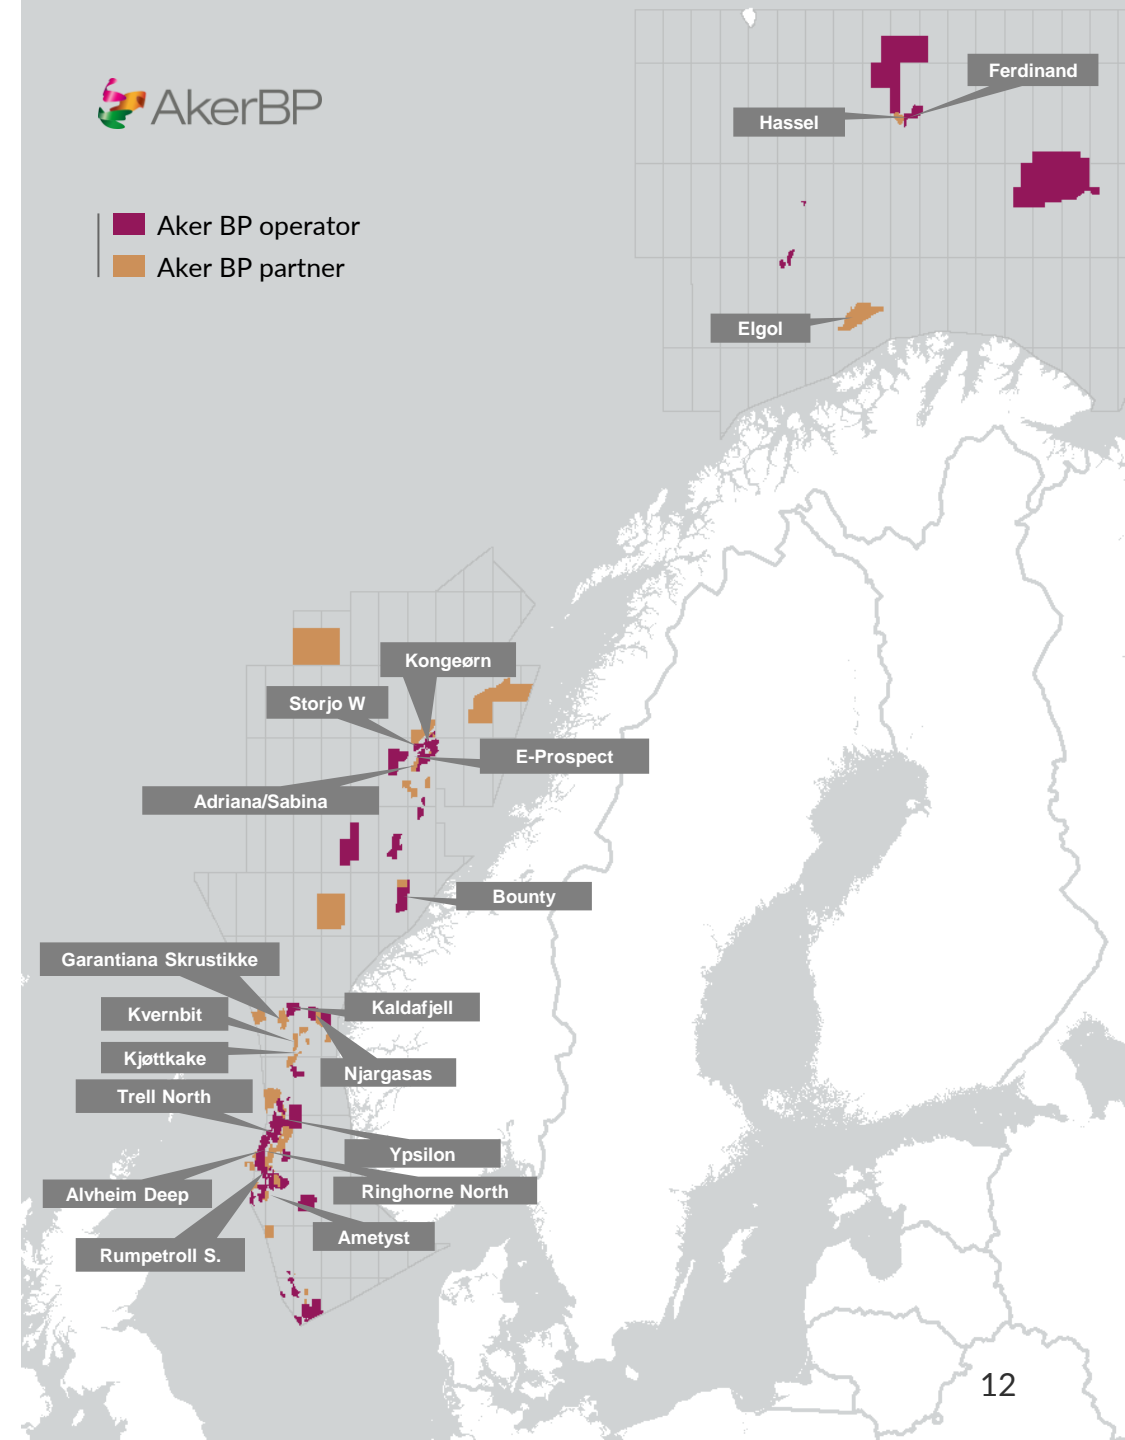 AkerBP
Aker BP operator
Aker BP partner
Ferdinand
Hassel
Elgol
Kongeørn
Storjo W
E-Prospect
Adriana/Sabina
Bounty
Garantiana Skrustikke
Kaldafjell
Kvernbit
Kjøttkake
Njargasas
Trell North
Ypsilon
Ringhorne North
Alvheim Deep
Ametyst
Rumpetroll S.
12